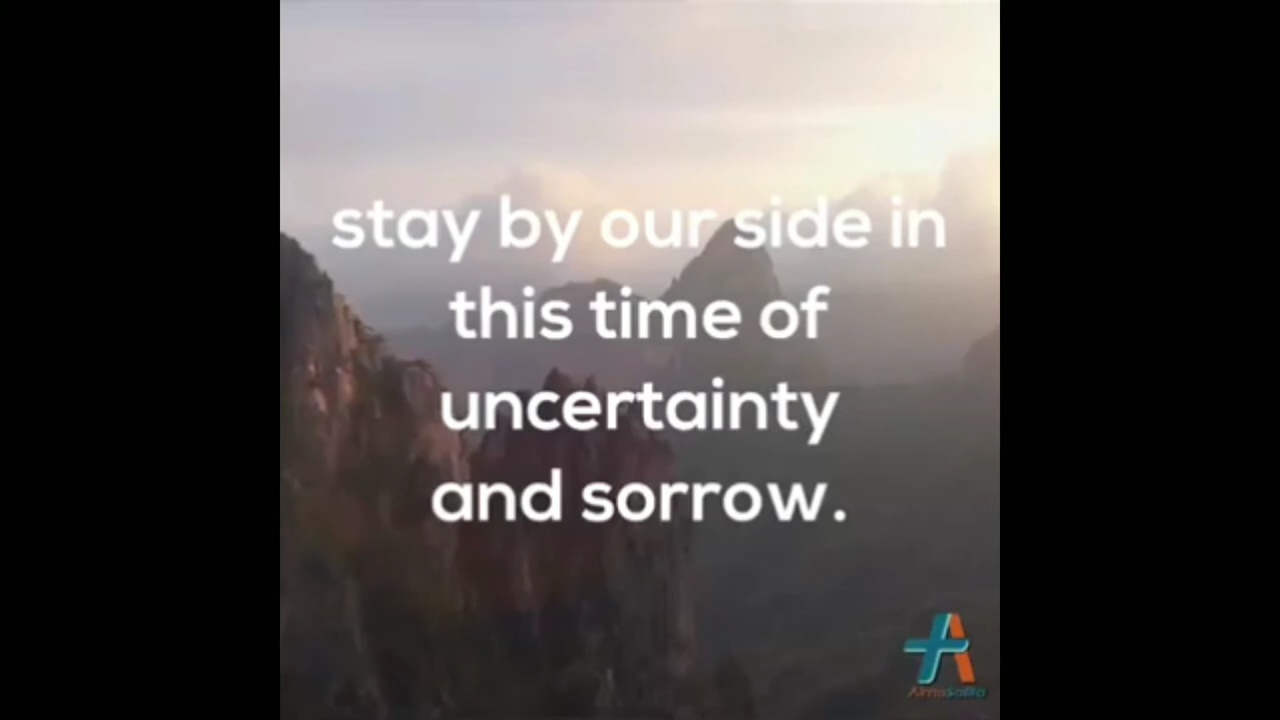 stay by our side in
this time of
uncertainty
and sorrow.